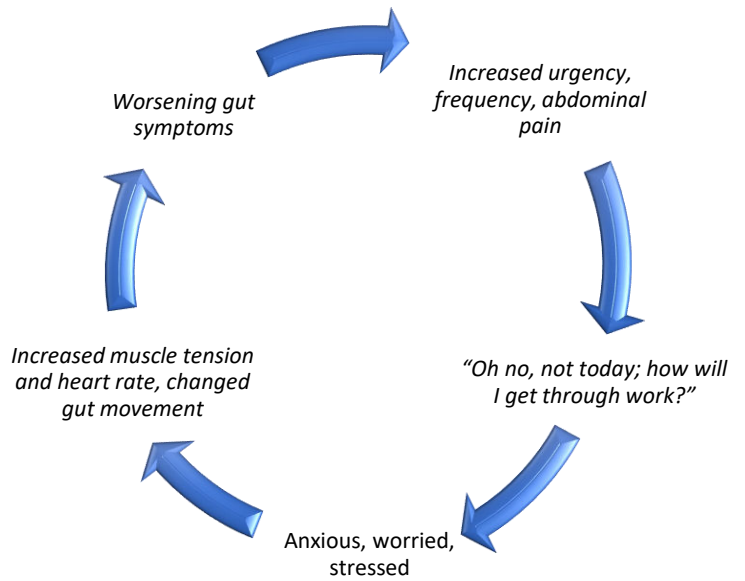 Increased urgency,
frequency, abdominal
pain
“Oh no, not today; how will
I get through work?”
Anxious, worried,
stressed
Increased muscle tension
and heart rate, changed
gut movement
Worsening gut
symptoms